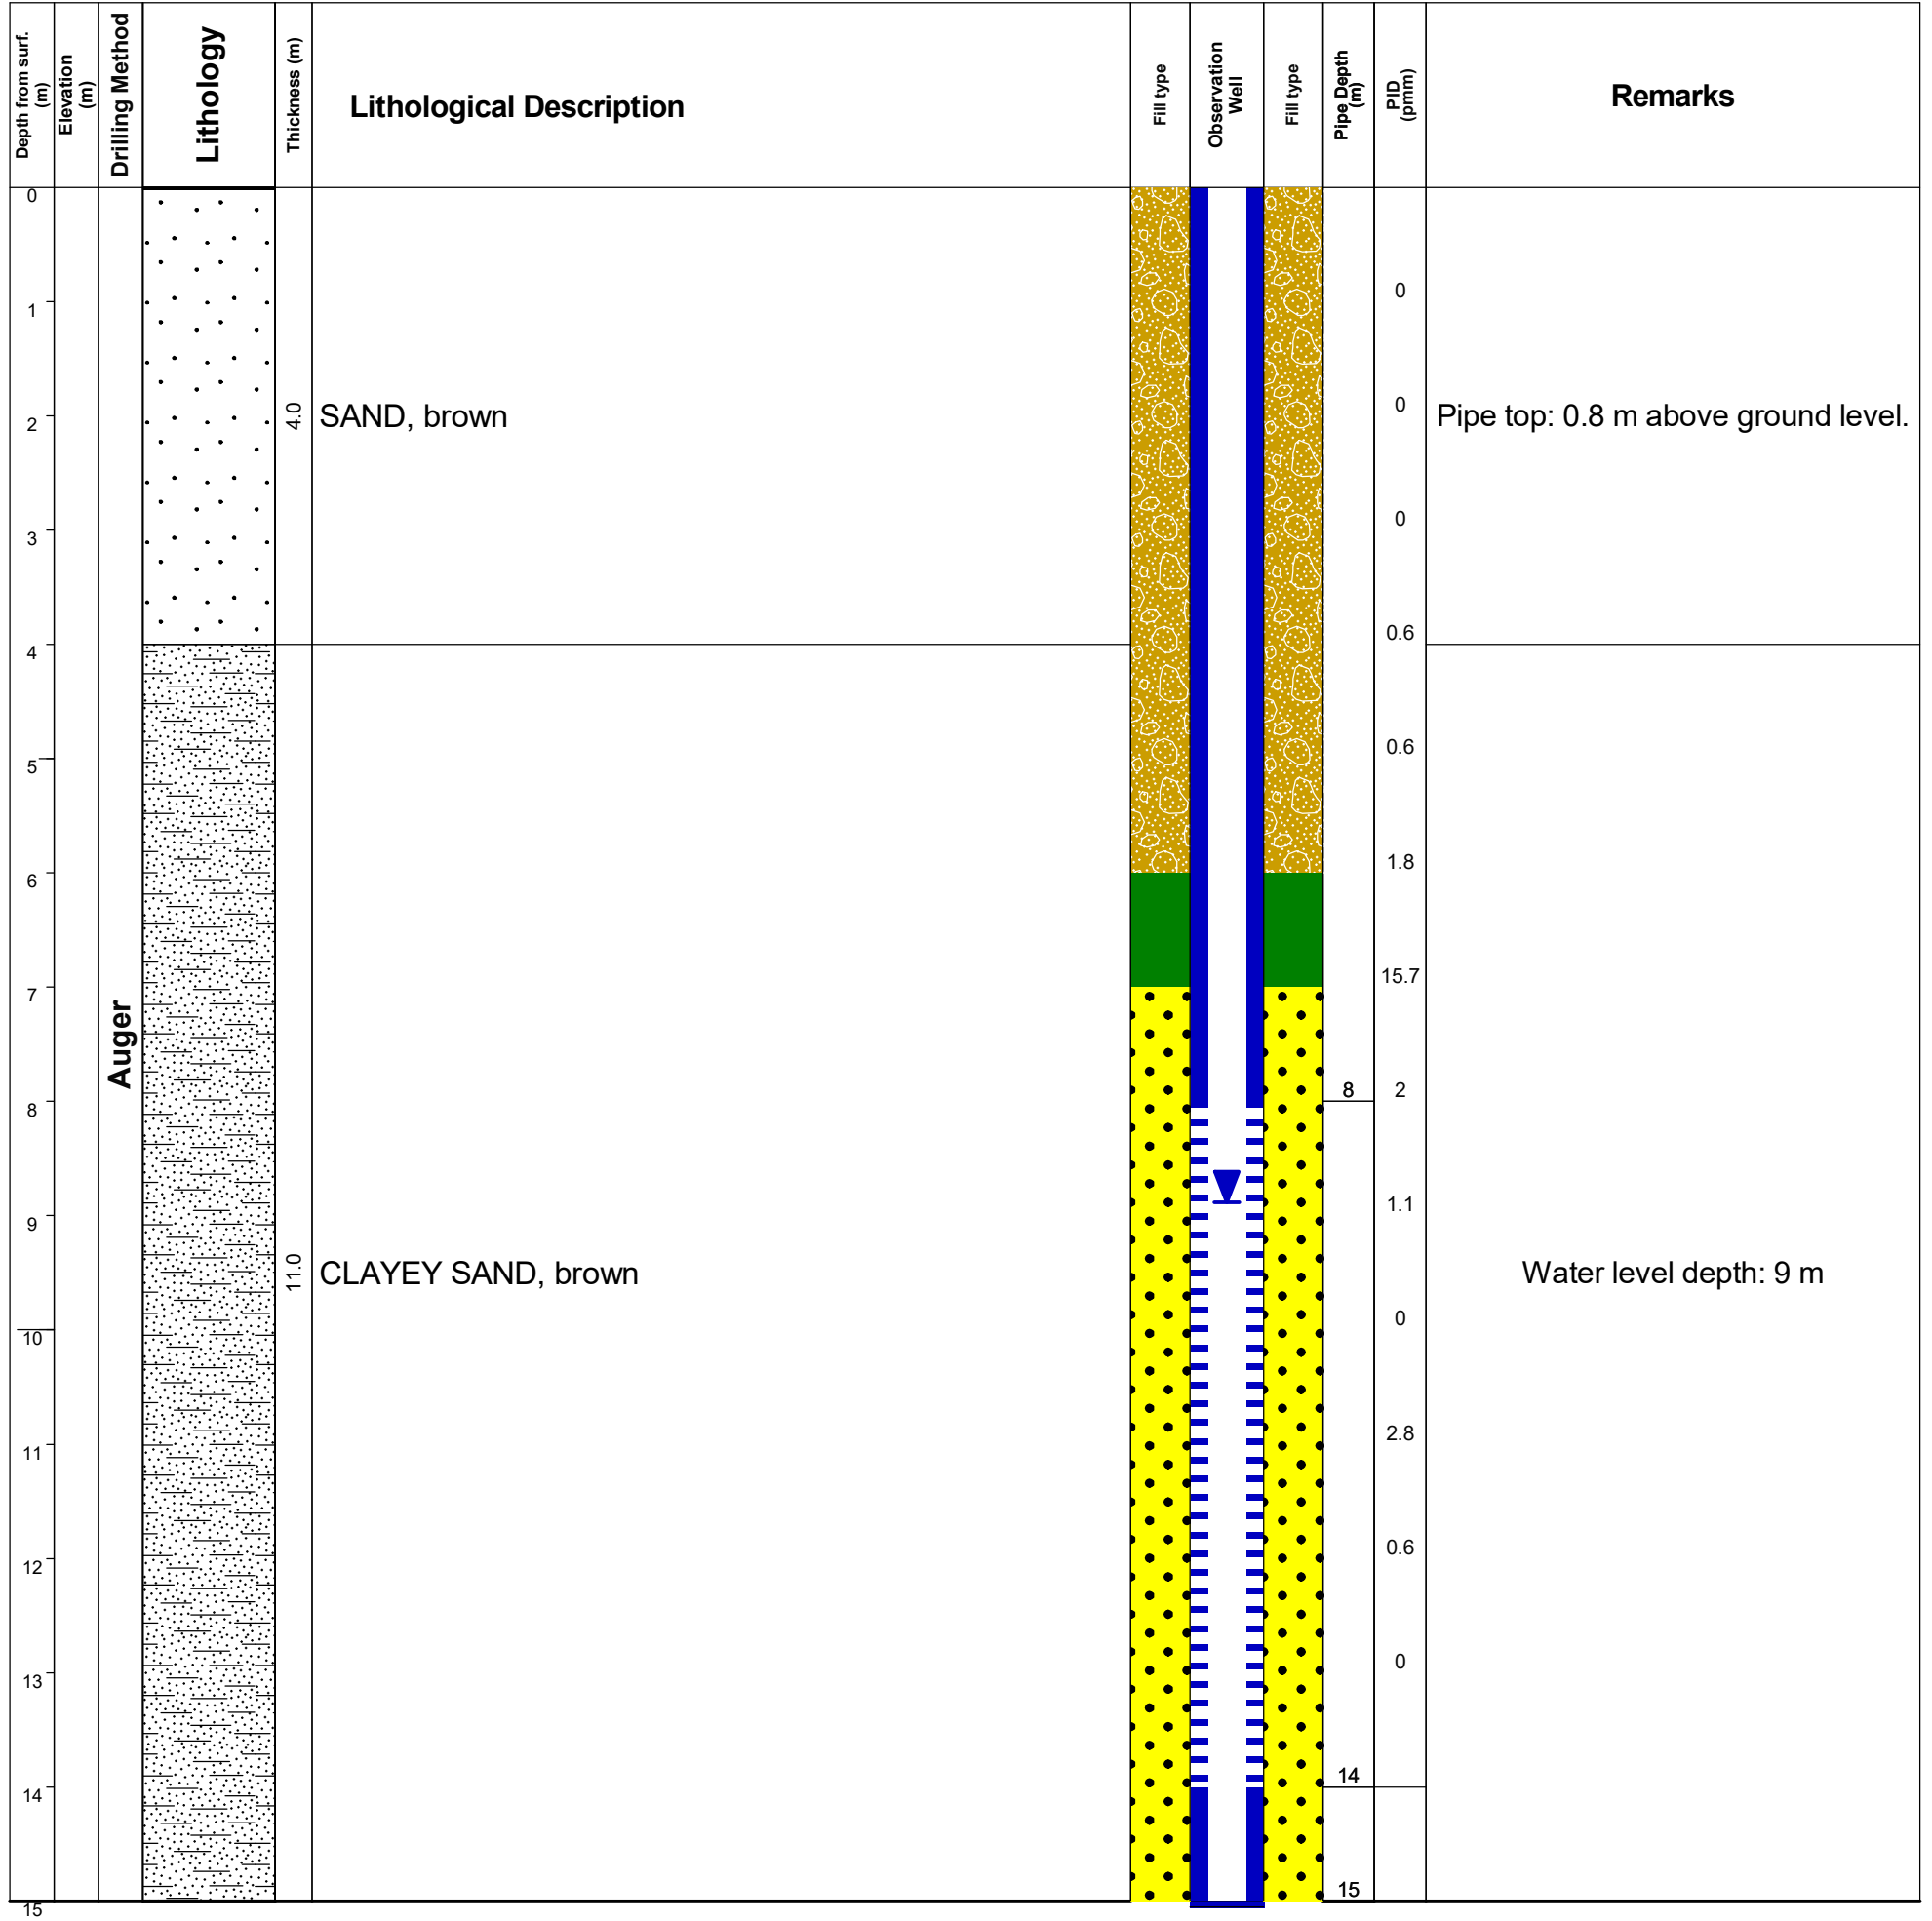 Depth from surf.
(m)
Elevation
(m)
Drilling Method
Lithology
Thickness (m)
Lithological Description
Fill type
Observation
Well
Fill type
Pipe Depth
(m)
PID
(pmm)
Remarks
0
1
2
3
4
5
6
7
8
9
10
11
12
13
14
15
Auger
4.0
SAND, brown
11.0
CLAYEY SAND, brown
8
14
15
0
0
0
0.6
0.6
1.8
15.7
2
1.1
0
2.8
0.6
0
Pipe top: 0.8 m above ground level.
Water level depth: 9 m